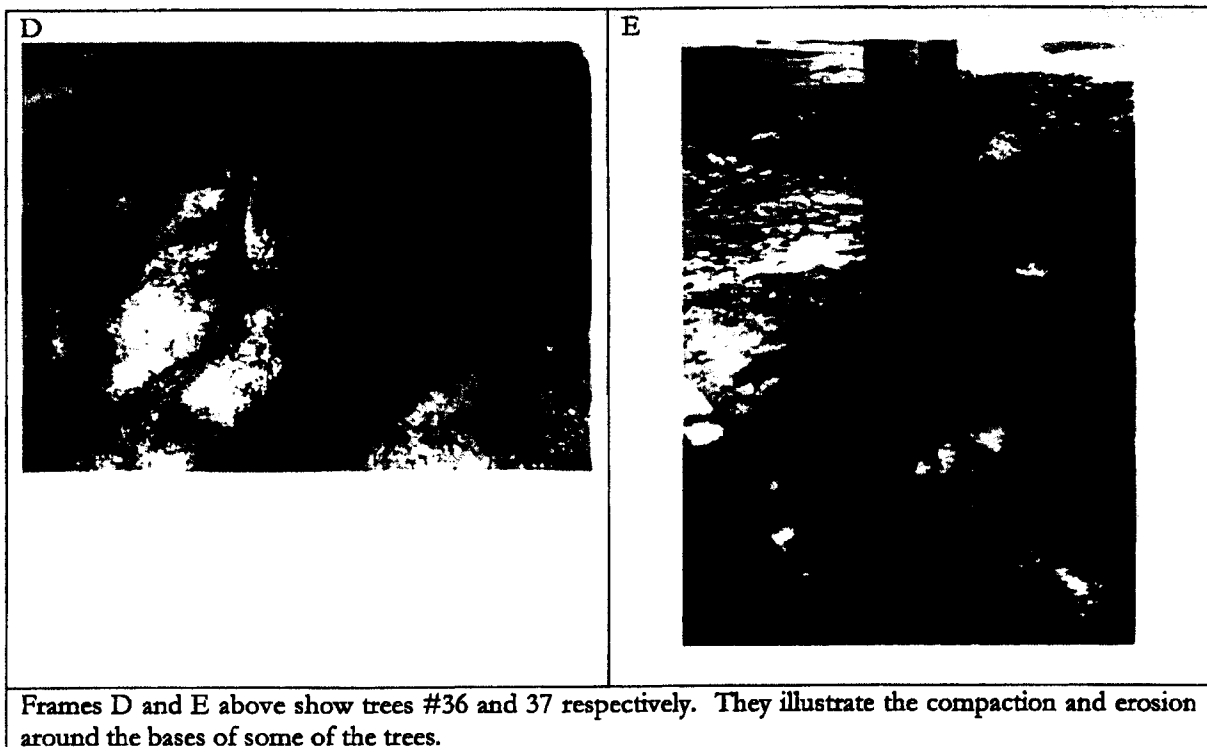 D
E
Frames D and E above show trees #36 and 37 respectively. They illustrate the compaction and erosion
around the bases of some of the trees.